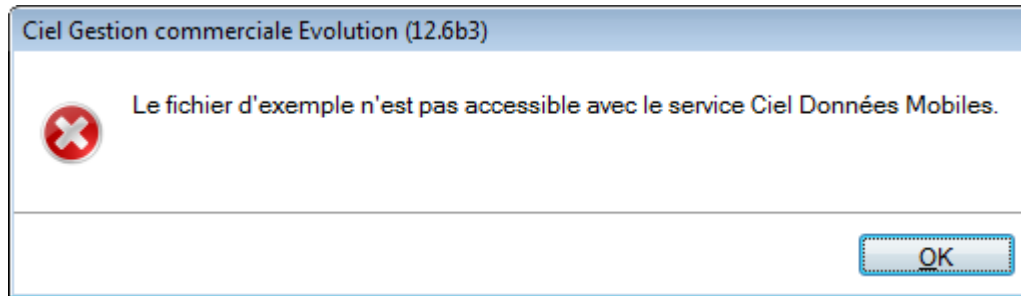 Ciel Gestion commerciale Evolution (12.6b3)
Le fichier d'exemple n'est pas accessible avec le service Ciel Données Mobiles.
OK